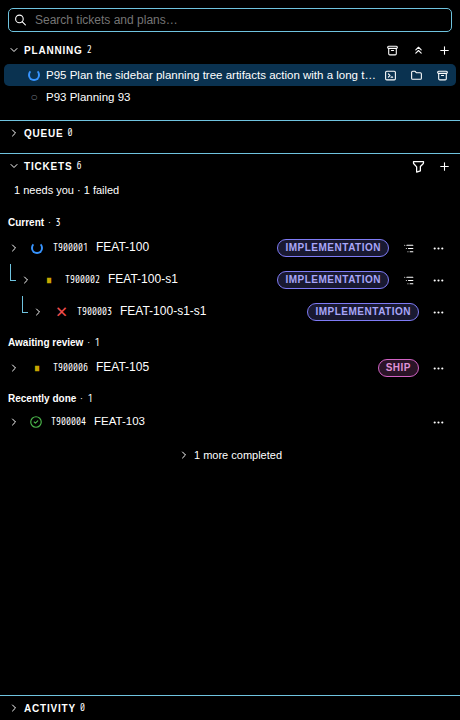 Search tickets and plans…
PLANNING 2
P95 Plan the sidebar planning tree artifacts action with a long t…
P93 Planning 93
QUEUE 0
TICKETS 6
1 needs you · 1 failed
Current · 3
T900001 FEAT-100 IMPLEMENTATION
T900002 FEAT-100-s1 IMPLEMENTATION
T900003 FEAT-100-s1-s1 IMPLEMENTATION
Awaiting review · 1
T900006 FEAT-105 SHIP
Recently done · 1
T900004 FEAT-103
1 more completed
ACTIVITY 0